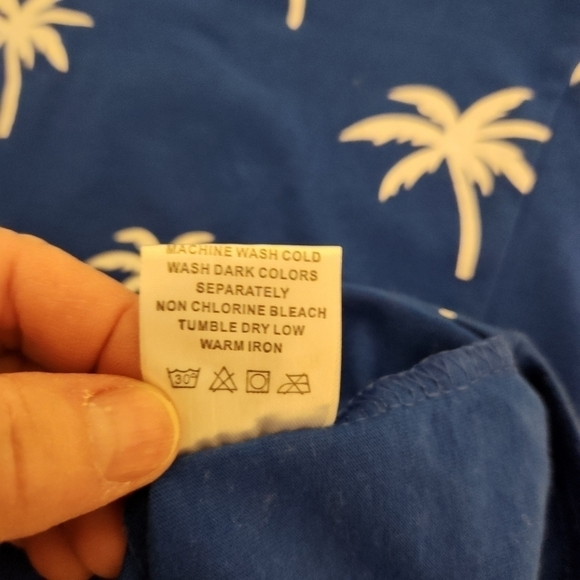 MACHINE WASH COLD
WASH DARK COLORS
SEPARATELY
NON CHLORINE BLEACH
TUMBLE DRY LOW
WARM IRON
30°